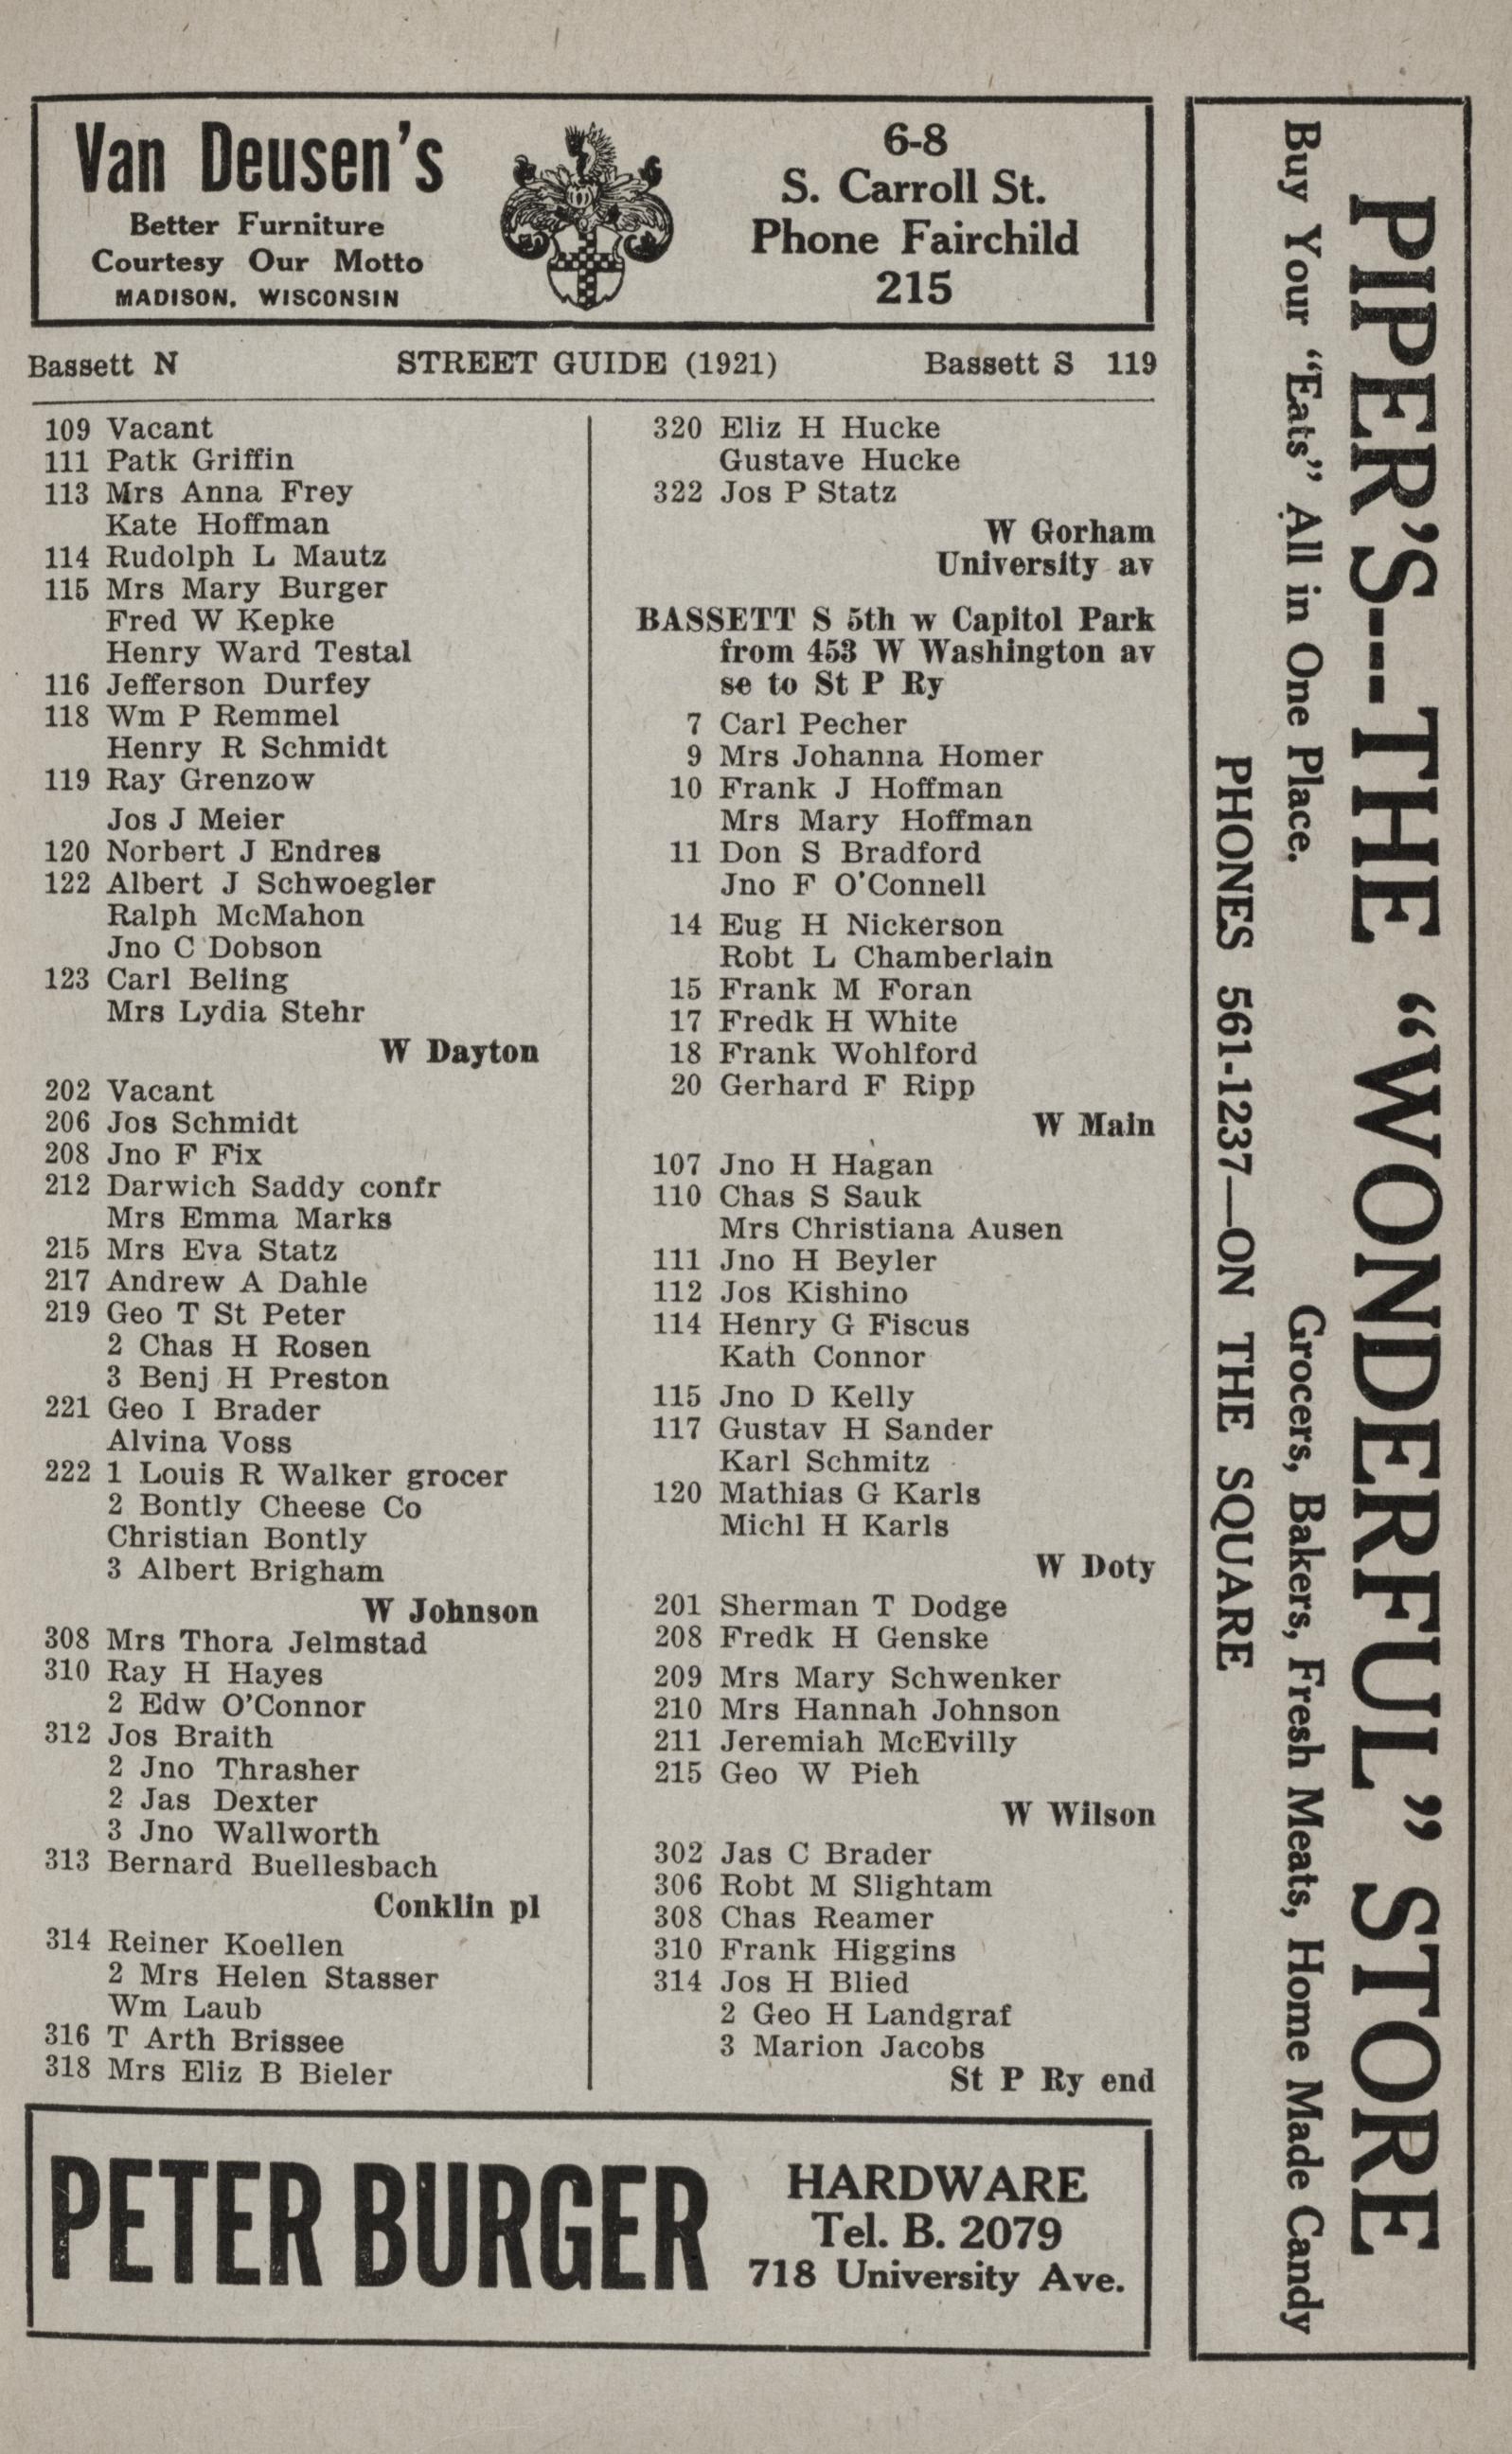 Van Deusen's
Better Furniture
Courtesy Our Motto
MADISON, WISCONSIN
6-8
S. Carroll St.
Phone Fairchild
215
Bassett N STREET GUIDE (1921) Bassett S 119
109 Vacant
111 Patk Griffin
113 Mrs Anna Frey
Kate Hoffman
114 Rudolph L Mautz
115 Mrs Mary Burger
Fred W Kepke
Henry Ward Testal
116 Jefferson Durfey
118 Wm P Remmel
Henry R Schmidt
119 Ray Grenzow
Jos J Meier
120 Norbert J Endres
122 Albert J Schwoegler
Ralph McMahon
Jno C Dobson
123 Carl Beling
Mrs Lydia Stehr
W Dayton
202 Vacant
206 Jos Schmidt
208 Jno F Fix
212 Darwich Saddy confr
Mrs Emma Marks
215 Mrs Eva Statz
217 Andrew A Dahle
219 Geo T St Peter
2 Chas H Rosen
3 Benj H Preston
221 Geo I Brader
Alvina Voss
222 1 Louis R Walker grocer
2 Bontly Cheese Co
Christian Bontly
3 Albert Brigham
W Johnson
308 Mrs Thora Jelmstad
310 Ray H Hayes
2 Edw O'Connor
312 Jos Braith
2 Jno Thrasher
2 Jas Dexter
3 Jno Wallworth
313 Bernard Buellesbach
Conklin pl
314 Reiner Koellen
2 Mrs Helen Stasser
Wm Laub
316 T Arth Brissee
318 Mrs Eliz B Bieler
320 Eliz H Hucke
Gustave Hucke
322 Jos P Statz
W Gorham
University av
BASSETT S 5th w Capitol Park
from 453 W Washington av
se to St P Ry
7 Carl Pecher
9 Mrs Johanna Homer
10 Frank J Hoffman
Mrs Mary Hoffman
11 Don S Bradford
Jno F O'Connell
14 Eug H Nickerson
Robt L Chamberlain
15 Frank M Foran
17 Fredk H White
18 Frank Wohlford
20 Gerhard F Ripp
W Main
107 Jno H Hagan
110 Chas S Sauk
Mrs Christiana Ausen
111 Jno H Beyler
112 Jos Kishino
114 Henry G Fiscus
Kath Connor
115 Jno D Kelly
117 Gustav H Sander
Karl Schmitz
120 Mathias G Karls
Michl H Karls
W Doty
201 Sherman T Dodge
208 Fredk H Genske
209 Mrs Mary Schwenker
210 Mrs Hannah Johnson
211 Jeremiah McEvilly
215 Geo W Pieh
W Wilson
302 Jas C Brader
306 Robt M Slightam
308 Chas Reamer
310 Frank Higgins
314 Jos H Blied
2 Geo H Landgraf
3 Marion Jacobs
St P Ry end
PETER BURGER
HARDWARE
Tel. B. 2079
718 University Ave.
PIPER'S---THE "WONDERFUL" STORE
Buy Your "Eats" All in One Place. Grocers, Bakers, Fresh Meats, Home Made Candy
PHONES 561-1237—ON THE SQUARE